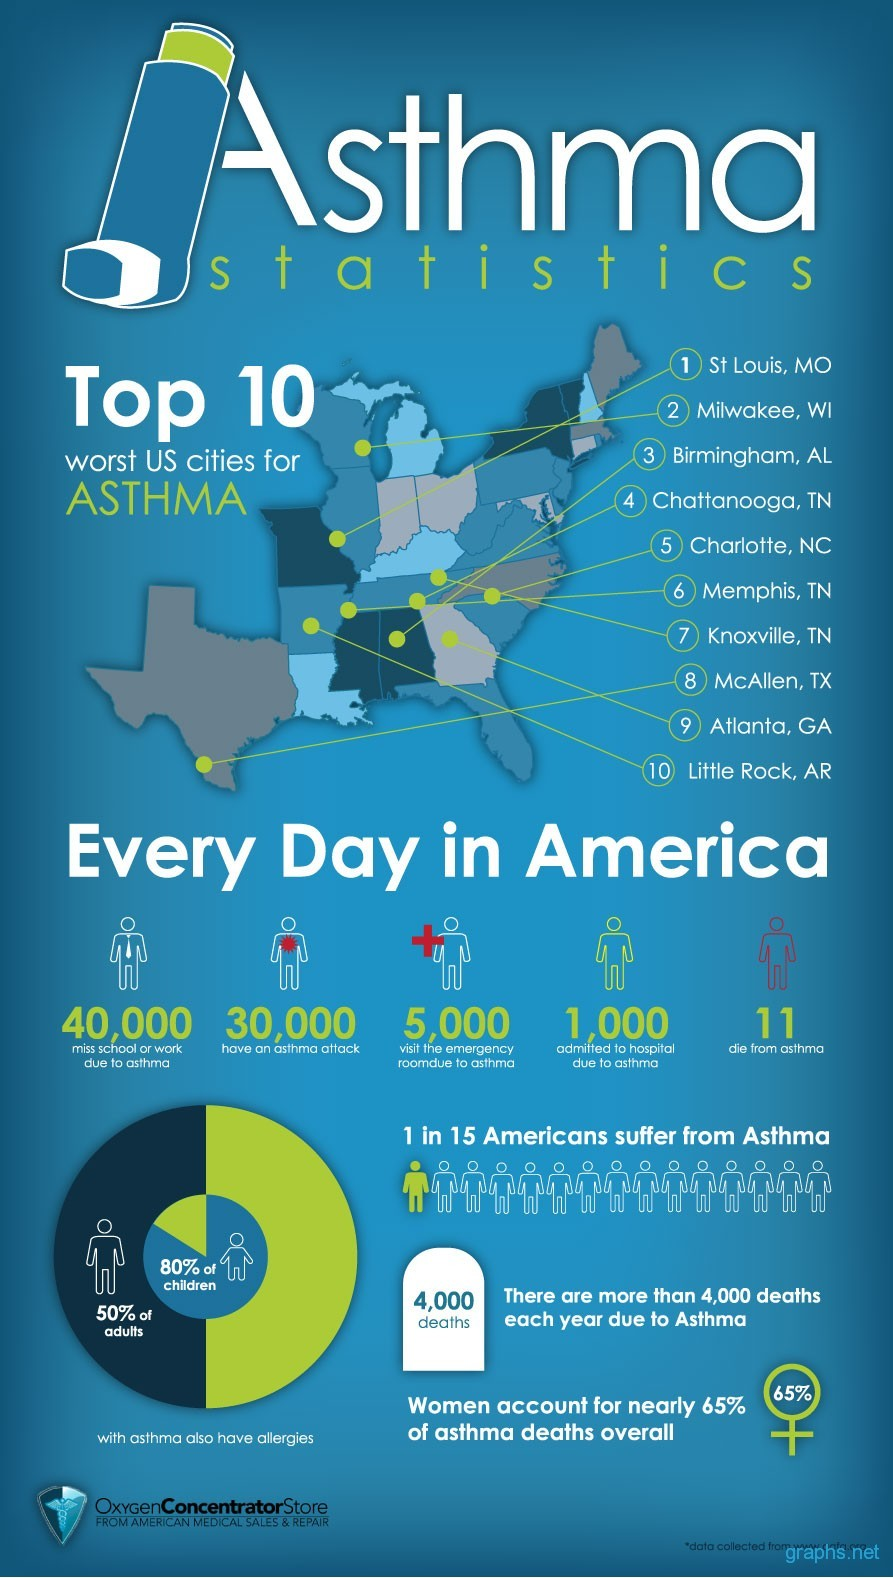 Asthma
statistics
Top 10
worst US cities for
ASTHMA
1 St Louis, MO
2 Milwakee, WI
3 Birmingham, AL
4 Chattanooga, TN
5 Charlotte, NC
6 Memphis, TN
7 Knoxville, TN
8 McAllen, TX
9 Atlanta, GA
10 Little Rock, AR
Every Day in America
40,000
miss school or work
due to asthma
30,000
have an asthma attack
5,000
visit the emergency
roomdue to asthma
1,000
admitted to hospital
due to asthma
11
die from asthma
80% of
children
50% of
adults
with asthma also have allergies
1 in 15 Americans suffer from Asthma
4,000
deaths
There are more than 4,000 deaths
each year due to Asthma
Women account for nearly 65%
of asthma deaths overall
65%
OxygenConcentratorStore
FROM AMERICAN MEDICAL SALES & REPAIR
*data collected from
graphs.net